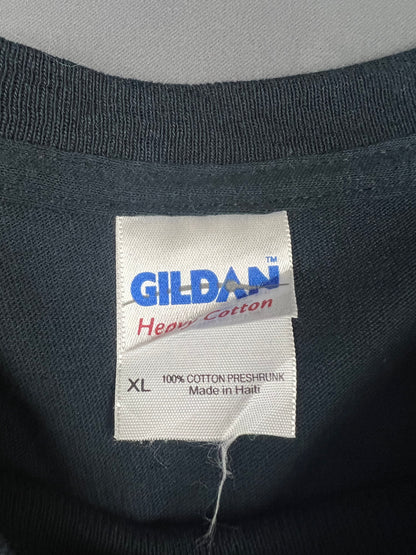 GILDAN™
Heavy Cotton
XL 100% COTTON PRESHRUNK
Made in Haiti